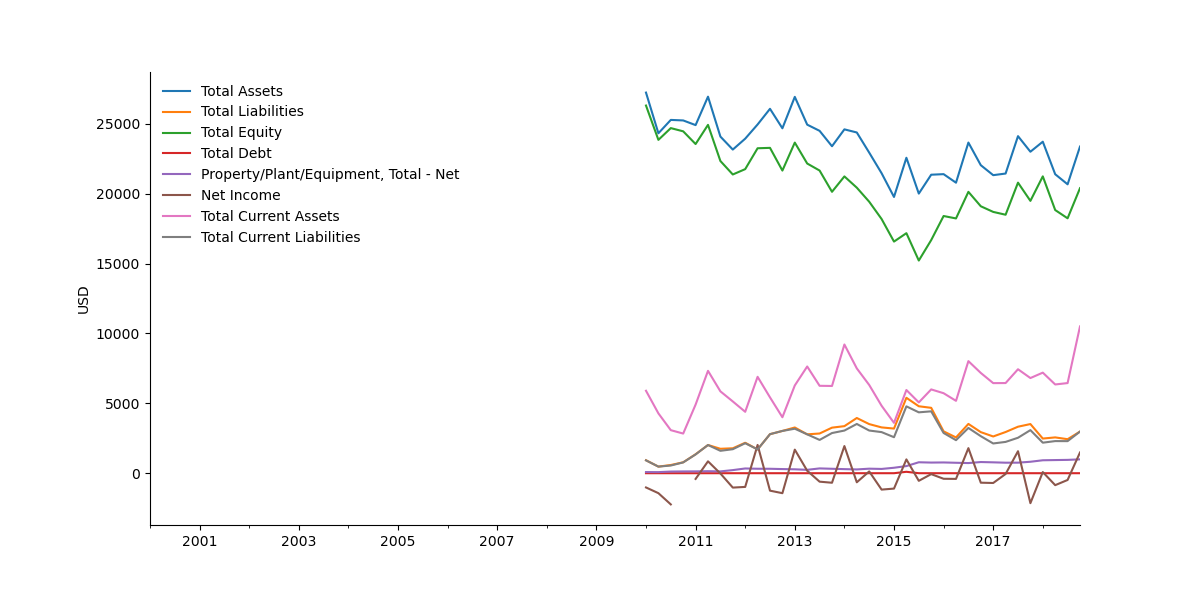 Total Assets
Total Liabilities
Total Equity
Total Debt
Property/Plant/Equipment, Total - Net
Net Income
Total Current Assets
Total Current Liabilities
USD
25000
20000
15000
10000
5000
0
2001 2003 2005 2007 2009 2011 2013 2015 2017